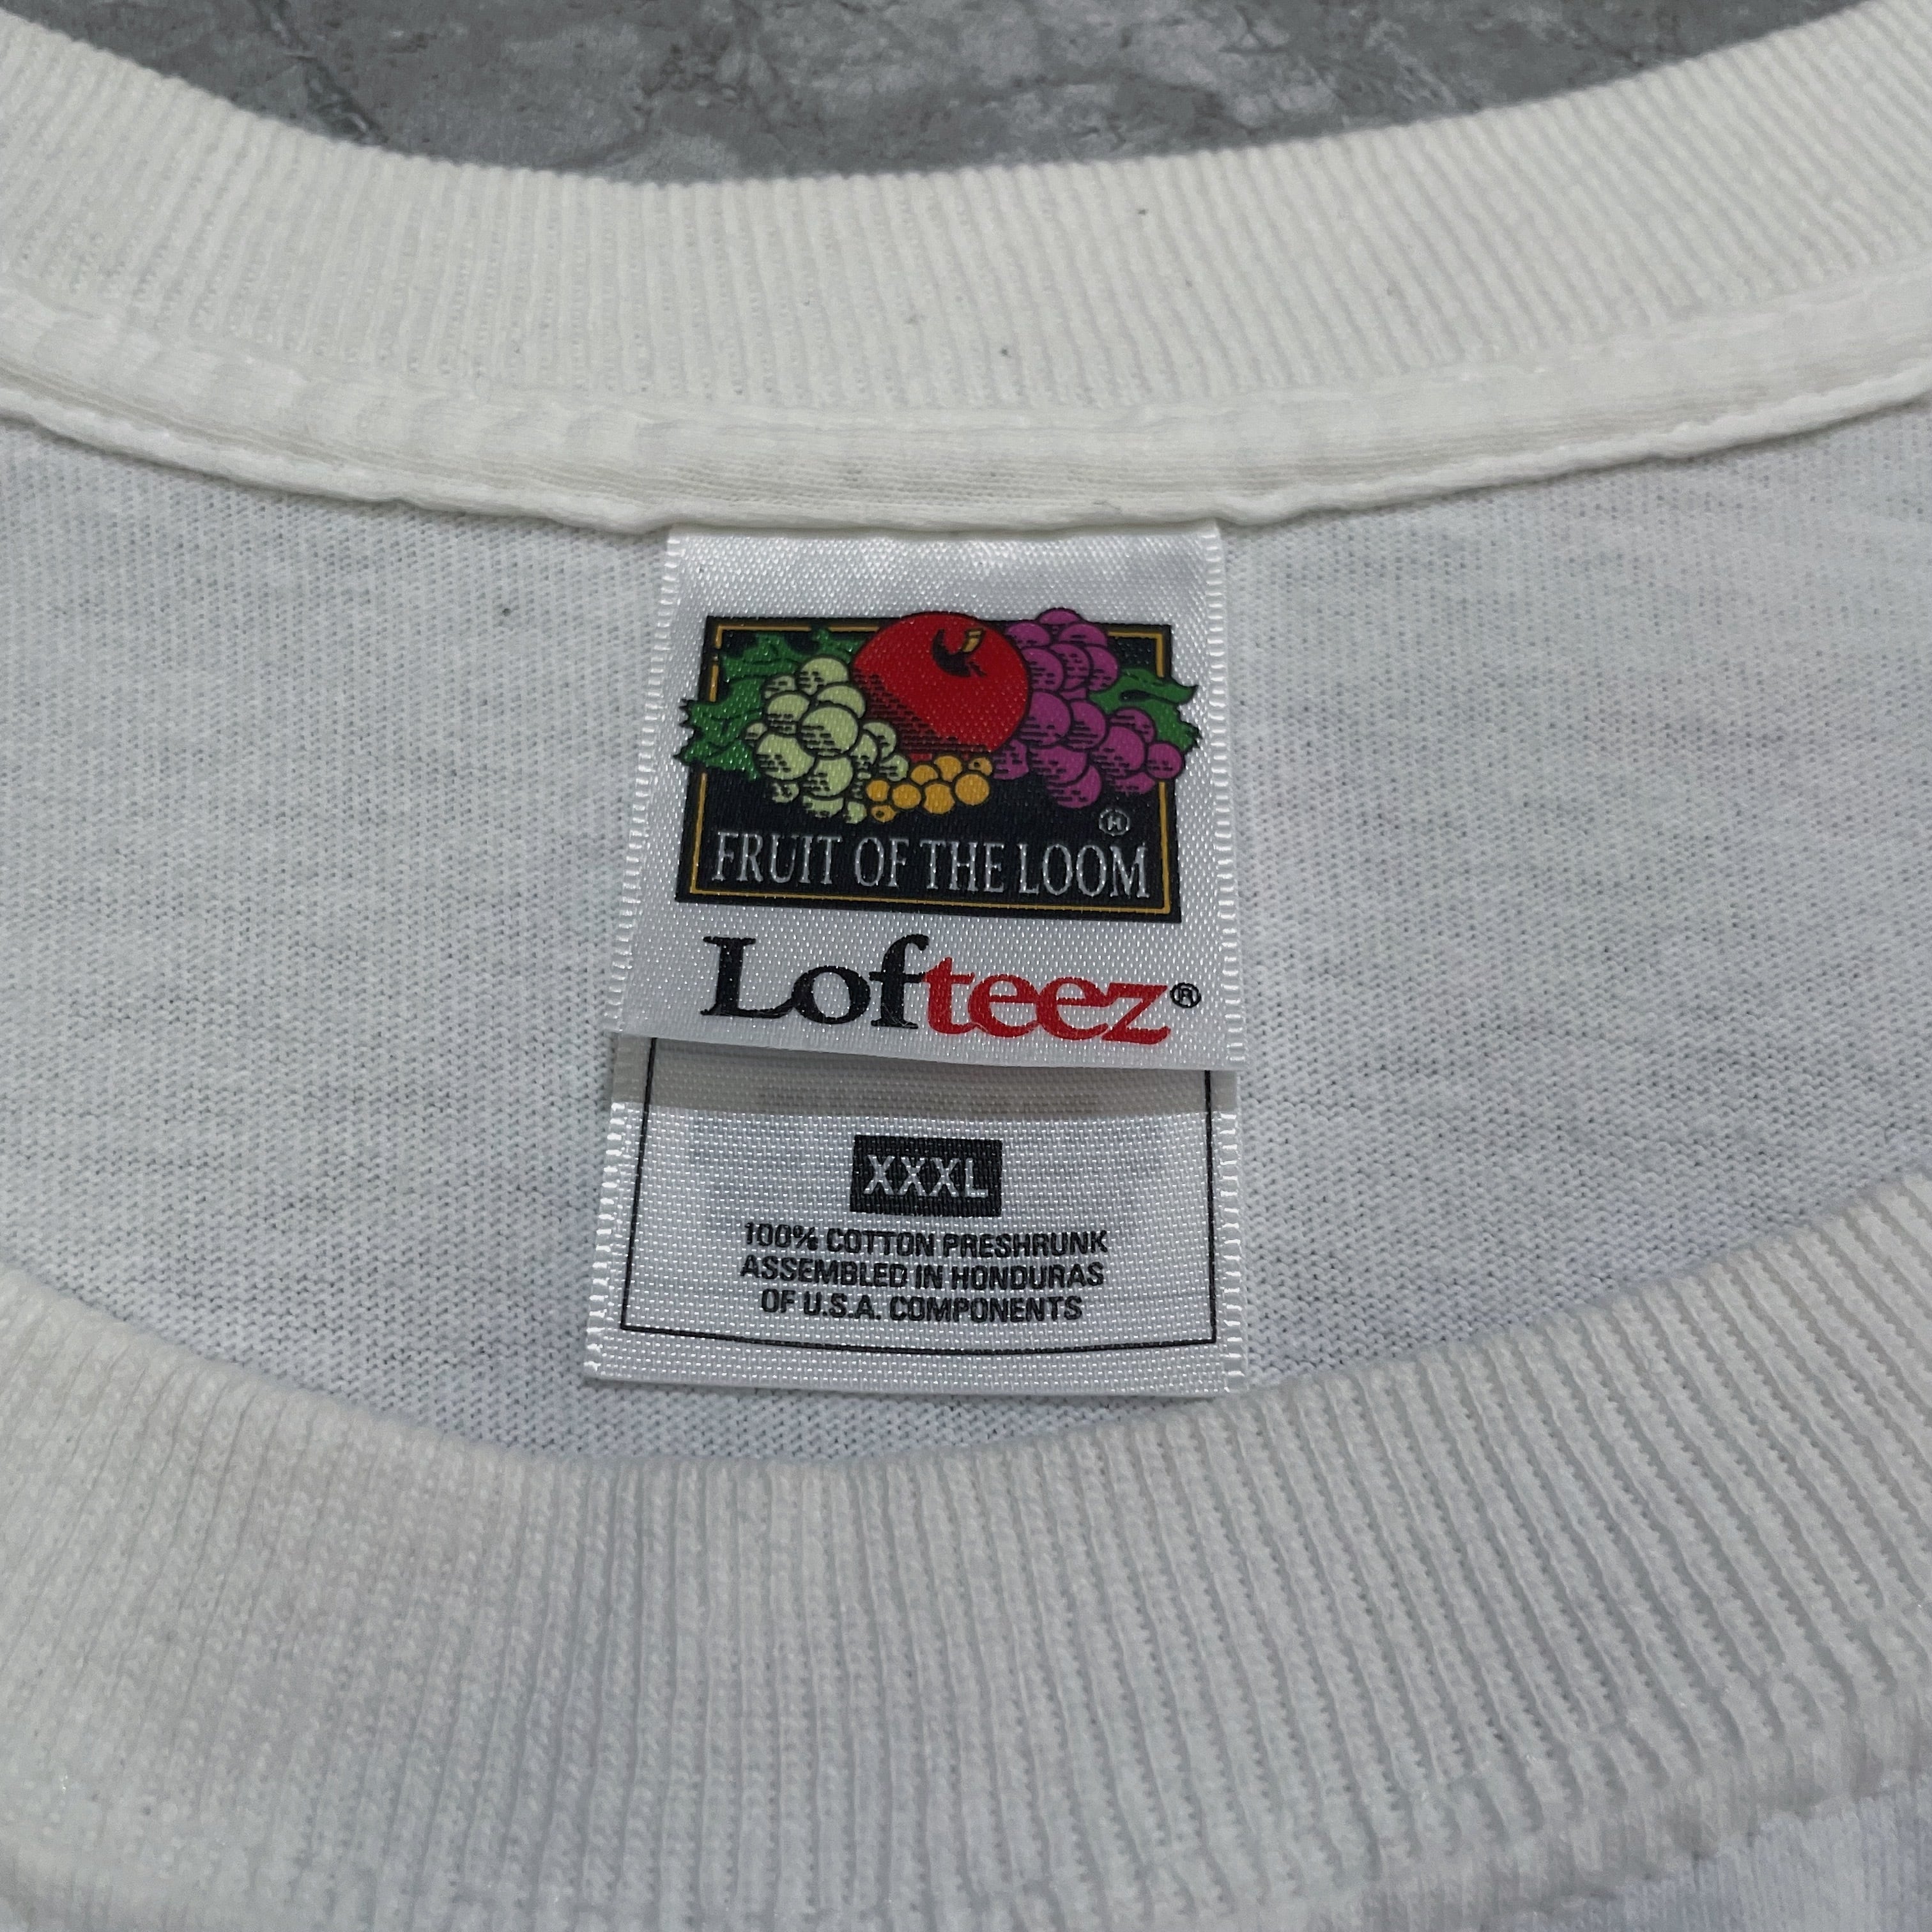 ®
FRUIT OF THE LOOM
Lofteez®
XXXL
100% COTTON PRESHRUNK
ASSEMBLED IN HONDURAS
OF U.S.A. COMPONENTS